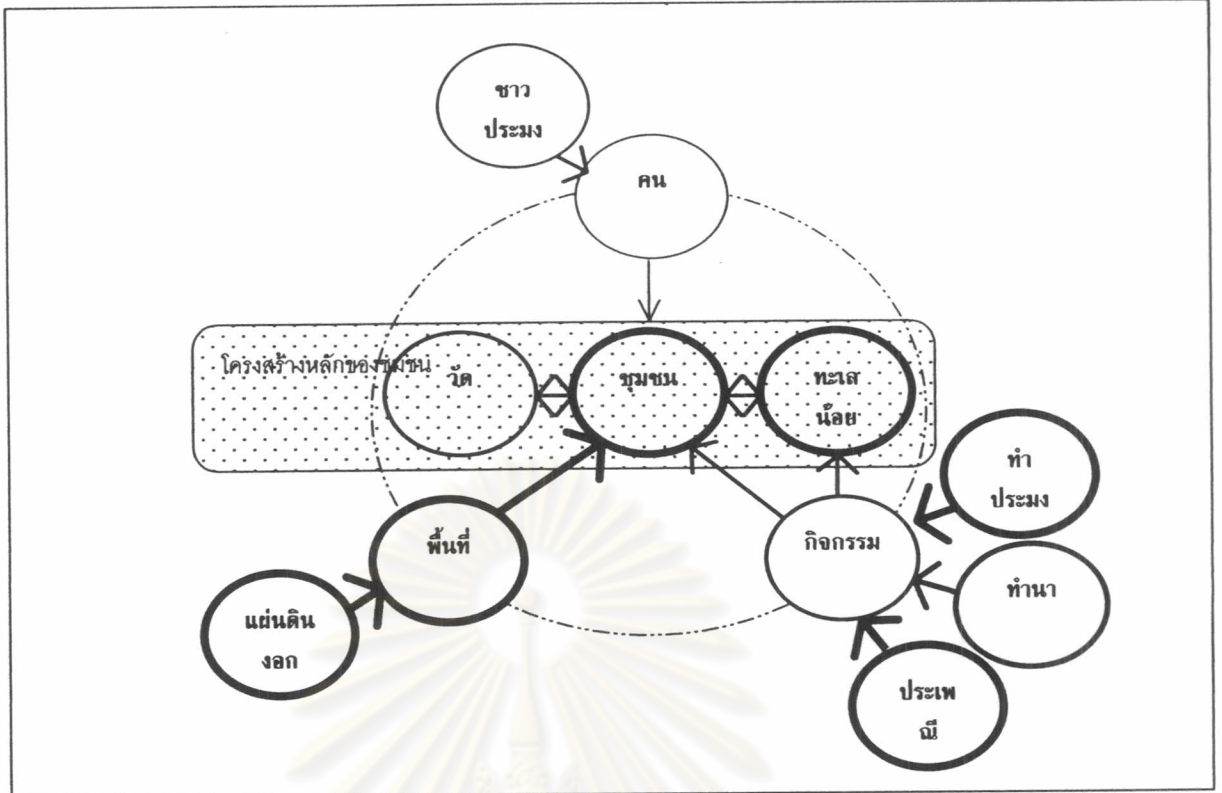 ชาว
ประมง
คน
โครงสร้างหลักของชุมชน
วัด
ชุมชน
ทะเล
น้อย
ทำ
ประมง
พื้นที่
กิจกรรม
ทำนา
แผ่นดิน
งอก
ประเพ
ณี